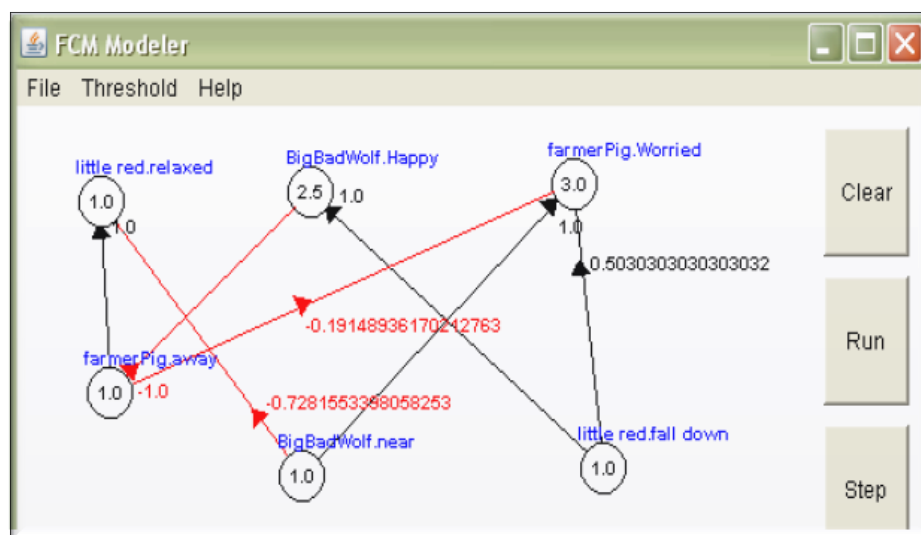 FCM Modeler
File Threshold Help
little red.relaxed
1.0
1.0
BigBadWolf.Happy
2.5
1.0
farmerPig.Worried
3.0
1.0
Clear
0.5030303030303032
-0.19148936170212763
Run
farmerPig.away
1.0
-1.0
-0.7281553398058253
BigBadWolf.near
1.0
little red.fall down
1.0
Step